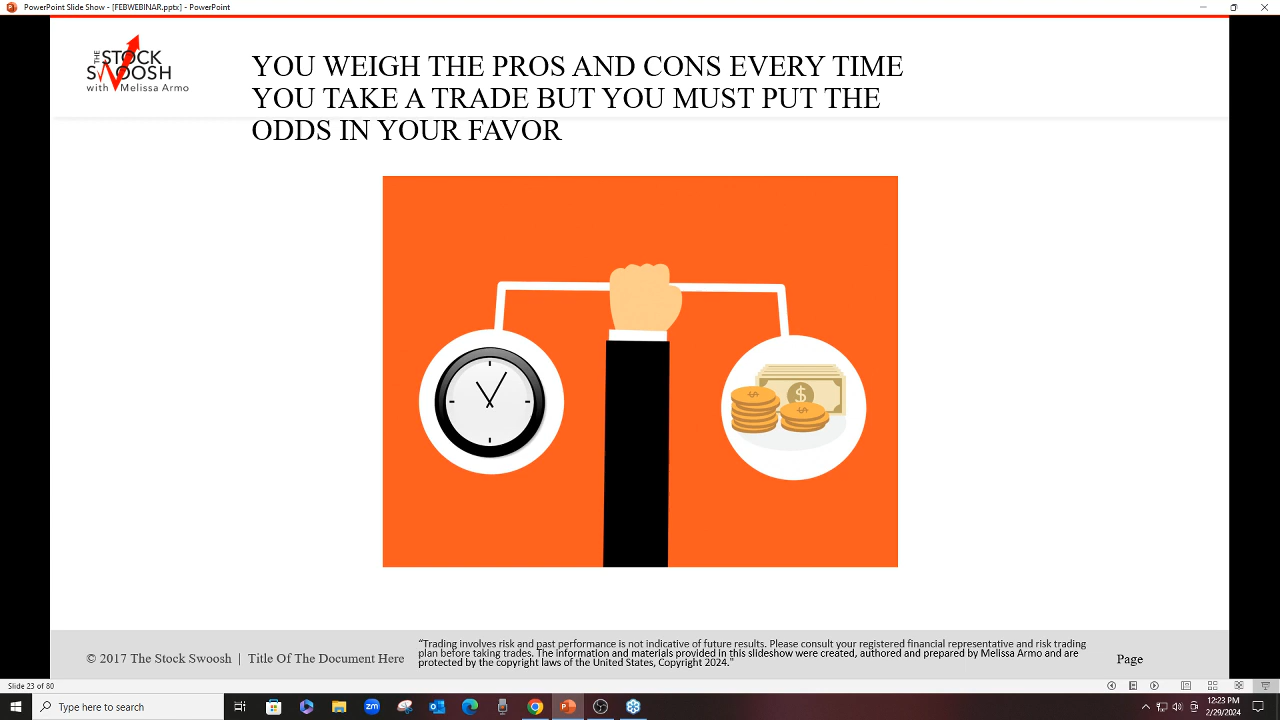 PowerPoint Slide Show - [FEBWEBINAR.pptx] - PowerPoint
THE STOCK
SWOOSH
with Melissa Armo
YOU WEIGH THE PROS AND CONS EVERY TIME
YOU TAKE A TRADE BUT YOU MUST PUT THE
ODDS IN YOUR FAVOR
$
$
$
© 2017 The Stock Swoosh | Title Of The Document Here
“Trading involves risk and past performance is not indicative of future results. Please consult your registered financial representative and risk trading
plan before taking trades. The information and materials provided in this slideshow were created, authored and prepared by Melissa Armo and are
protected by the copyright laws of the United States, Copyright 2024."
Page
Slide 23 of 80
Type here to search
zm
12:23 PM
2/29/2024